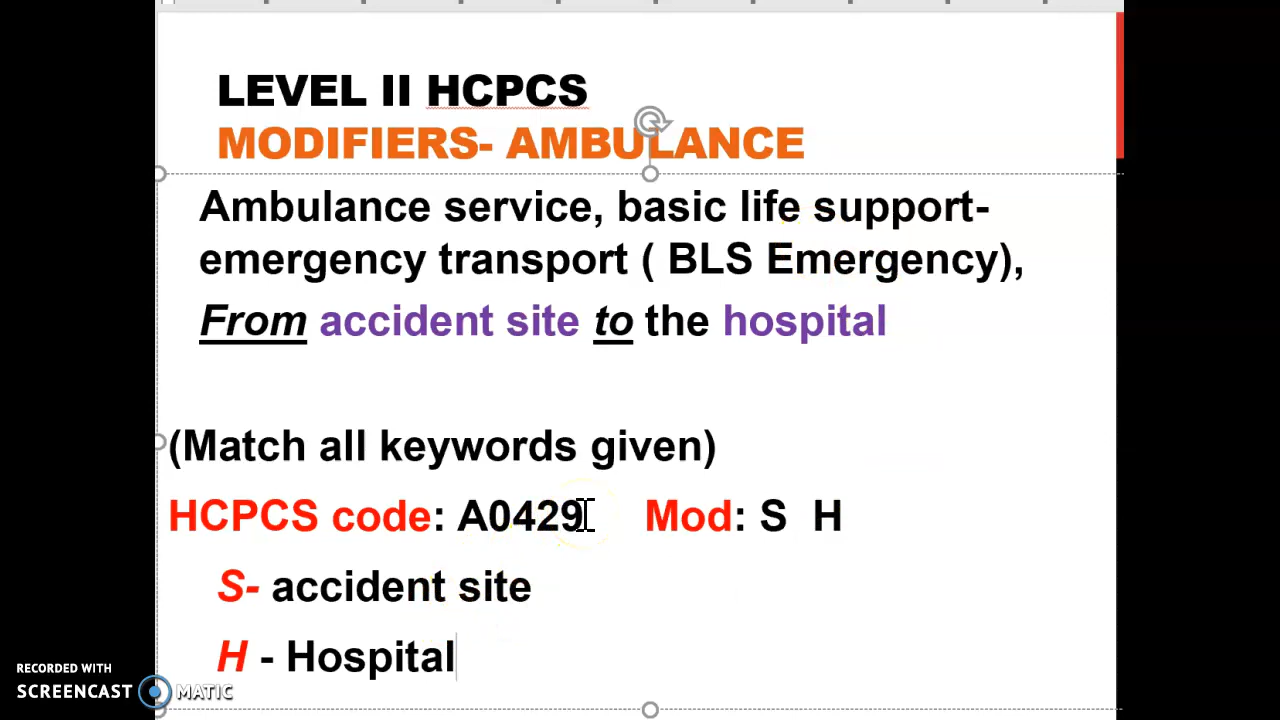 LEVEL II HCPCS
MODIFIERS- AMBULANCE
Ambulance service, basic life support-
emergency transport ( BLS Emergency),
From accident site to the hospital
(Match all keywords given)
HCPCS code: A0429 Mod: S H
S- accident site
H - Hospital
RECORDED WITH
SCREENCAST MATIC